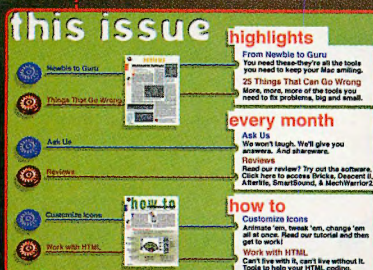 this issue
highlights
From Newbie to Guru
You need these-they're all the tools
you need to keep your Mac smiling.
25 Things That Can Go Wrong
More, more, more of the tools you
need to fix problems, big and small.
Newbie to Guru
Things That Go Wrong
every month
Ask Us
We won't laugh. We'll give you
answers. And shareware.
Reviews
Read our review? Try out the software.
Click here to access Bricks, Descent II,
Afterlife, SmartSound, & MechWarrior2
Ask Us
Reviews
how to
Customize Icons
Animate 'em, tweak 'em, change 'em
all at once. Read our tutorial and then
get to work!
Work with HTML
Can't live with it, can't live without it.
Tools to help your HTML coding.
Customize Icons
Work with HTML
how to